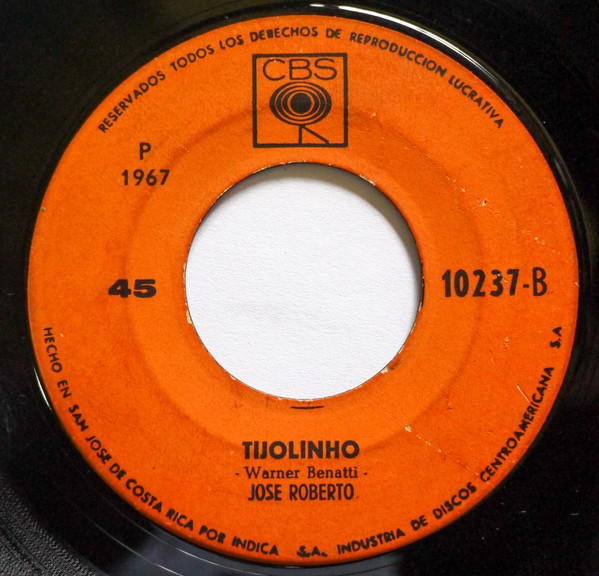 RESERVADOS TODOS LOS DERECHOS DE REPRODUCCION LUCRATIVA
CBS
P
1967
45
10237-B
TIJOLINHO
- Warner Benatti -
JOSE ROBERTO
HECHO EN SAN JOSE DE COSTA RICA POR INDICA S.A. INDUSTRIA DE DISCOS CENTROAMERICANA S.A